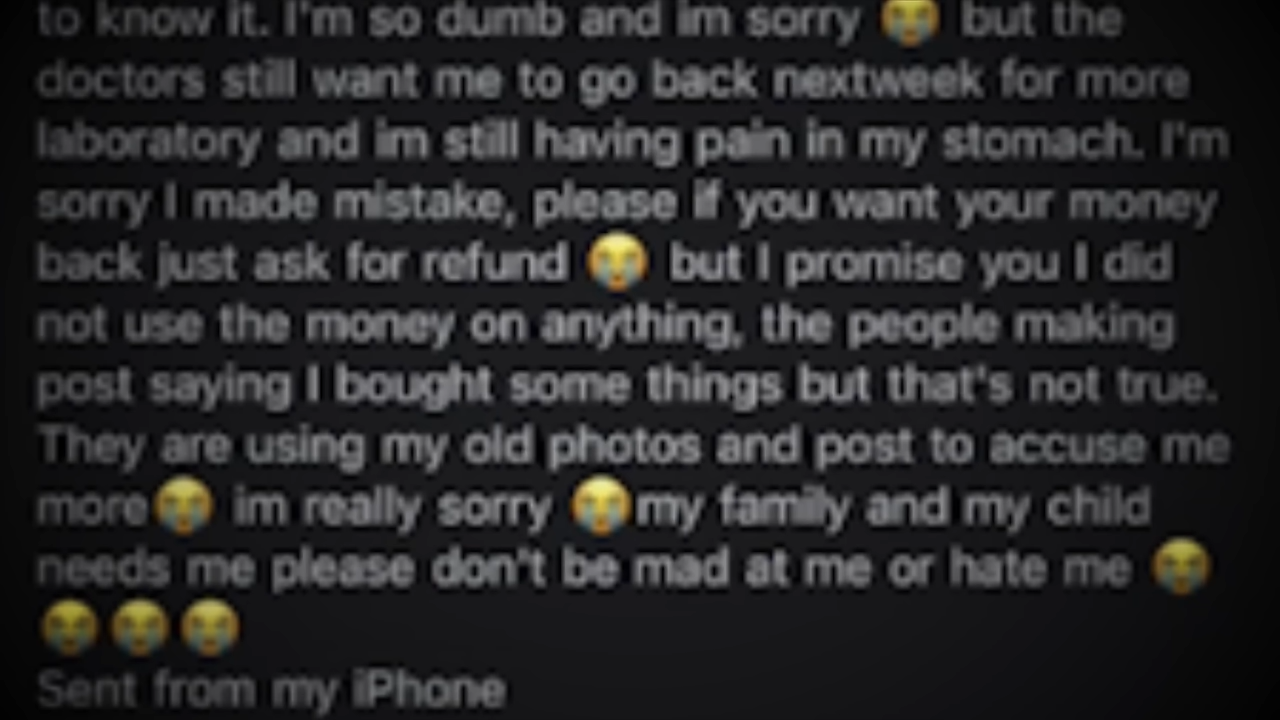 to know it. I'm so dumb and im sorry 😭 but the
doctors still want me to go back nextweek for more
laboratory and im still having pain in my stomach. I'm
sorry I made mistake, please if you want your money
back just ask for refund 😭 but I promise you I did
not use the money on anything, the people making
post saying I bought some things but that's not true.
They are using my old photos and post to accuse me
more😭 im really sorry 😭my family and my child
needs me please don't be mad at me or hate me 😭
😭😭😭
Sent from my iPhone